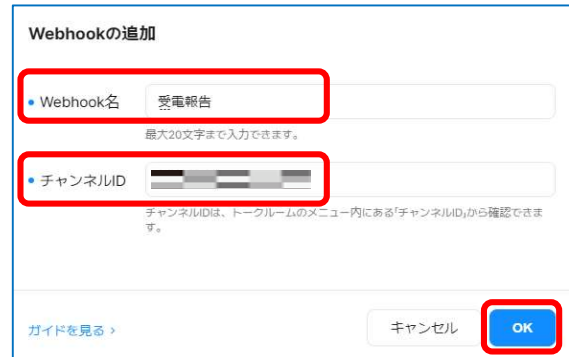 Webhookの追加
Webhook名
受電報告
最大20文字まで入力できます。
チャンネルID
チャンネルIDは、トークルームのメニュー内にある｢チャンネルID｣から確認できま
す。
ガイドを見る ›
キャンセル
OK